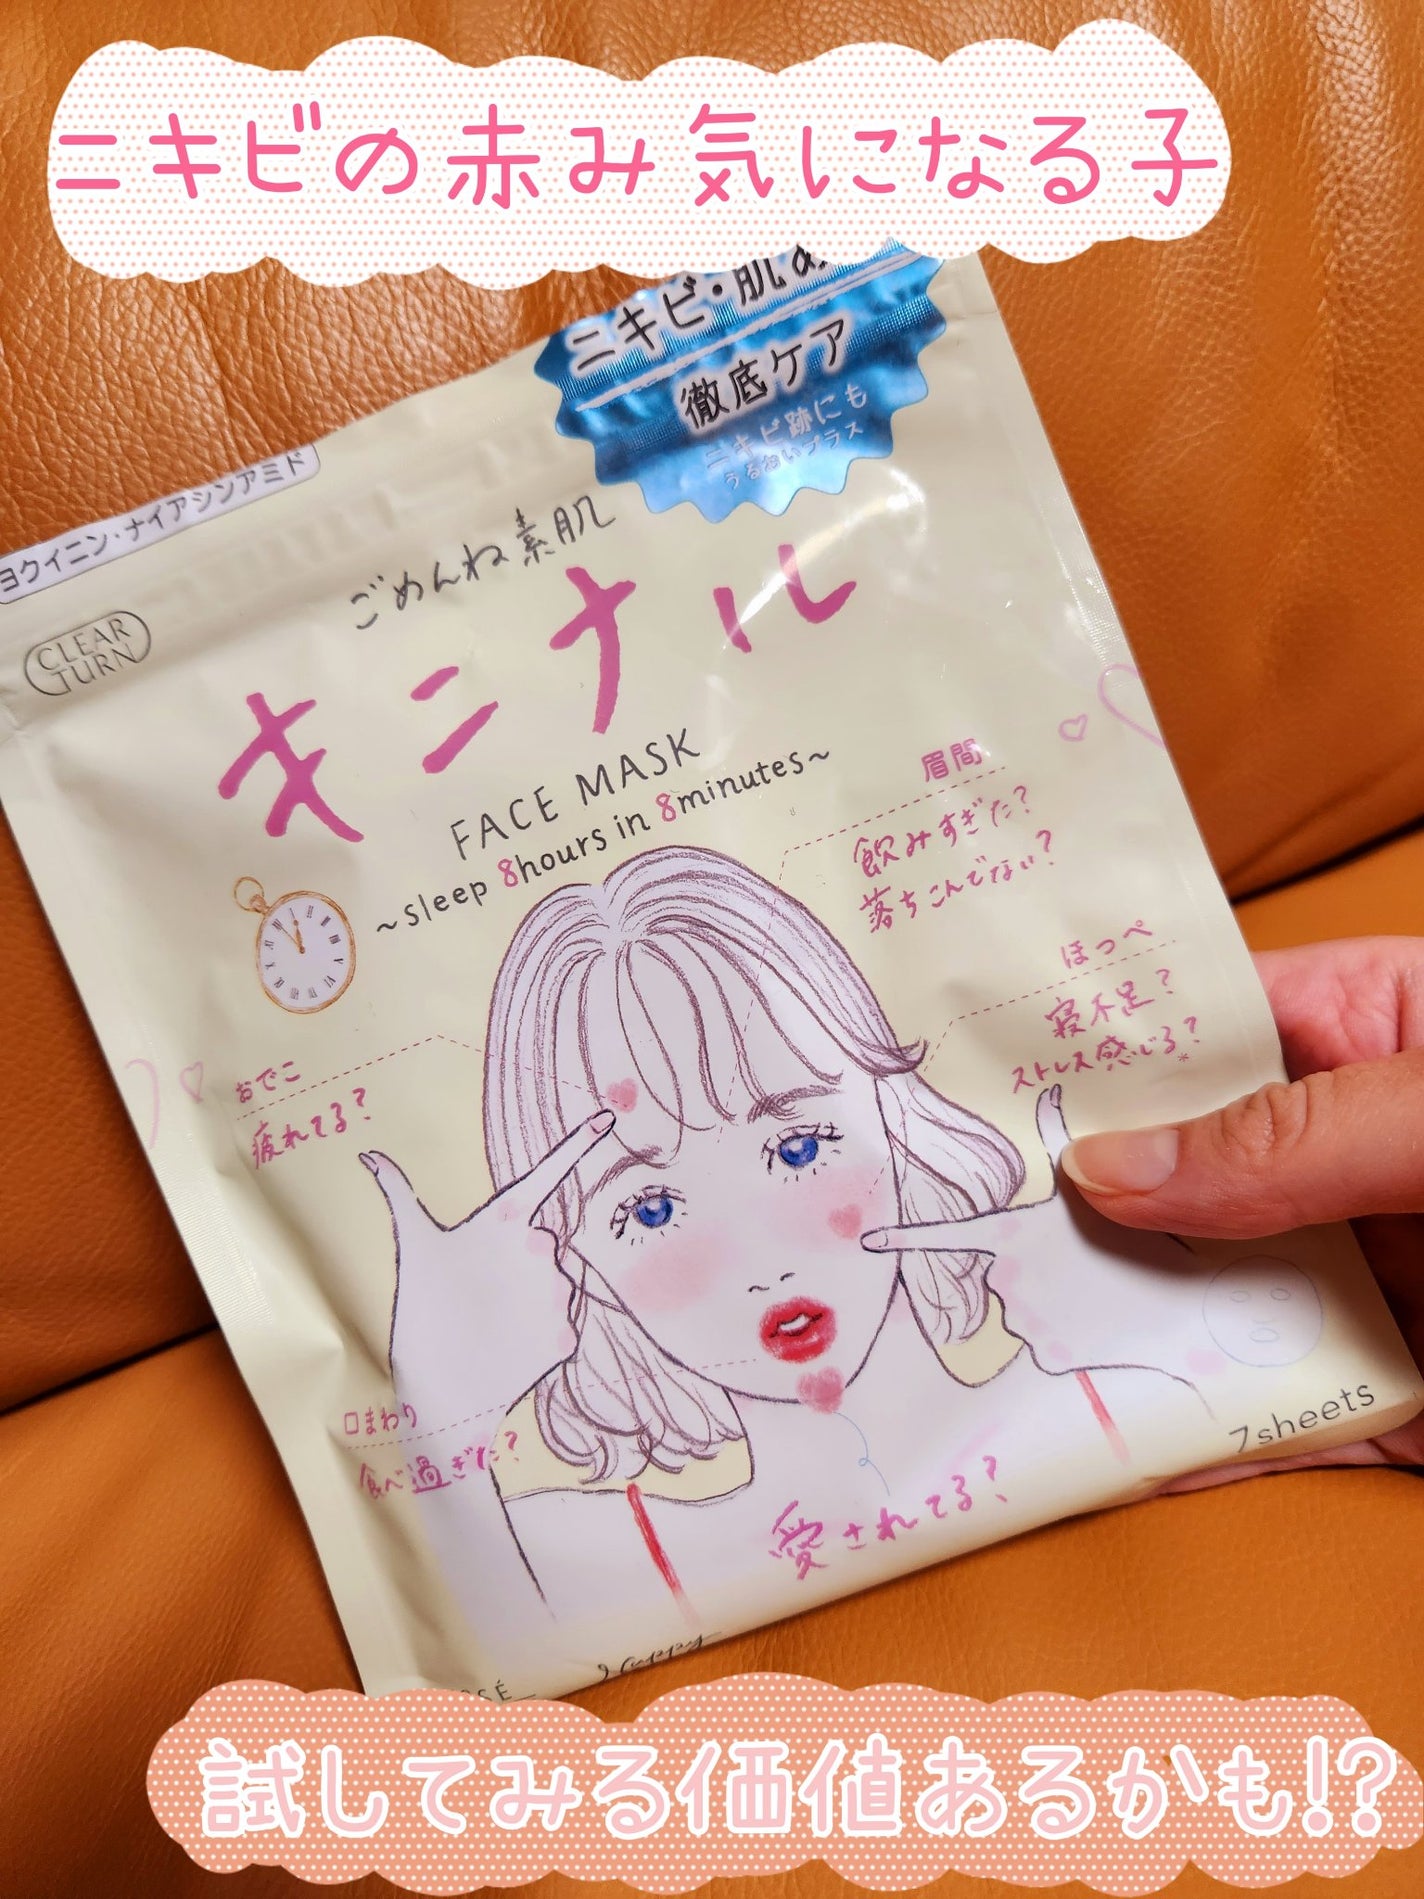 ニキビの赤み気になる子
ニキビ・肌あ
徹底ケア
ニキビ跡にも
うるおいプラス
ヨクイニン・ナイアシンアミド
CLEAR
TURN
ごめんね素肌
キニナル
FACE MASK
~sleep 8hours in 8minutes~
眉間
飲みすぎた?
落ちこんでない?
ほっぺ
寝不足?
ストレス感じる?*
おでこ
疲れてる?
口まわり
食べ過ぎた?
愛されてる?
7sheets
Happy
SÉ
試してみる価値あるかも!?